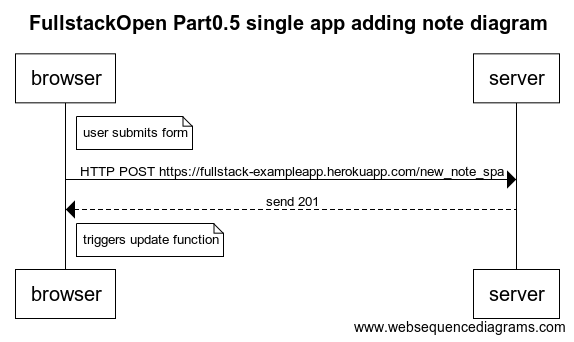 FullstackOpen Part0.5 single app adding note diagram
browser
server
user submits form
HTTP POST https://fullstack-exampleapp.herokuapp.com/new_note_spa
send 201
triggers update function
browser
server
www.websequencediagrams.com